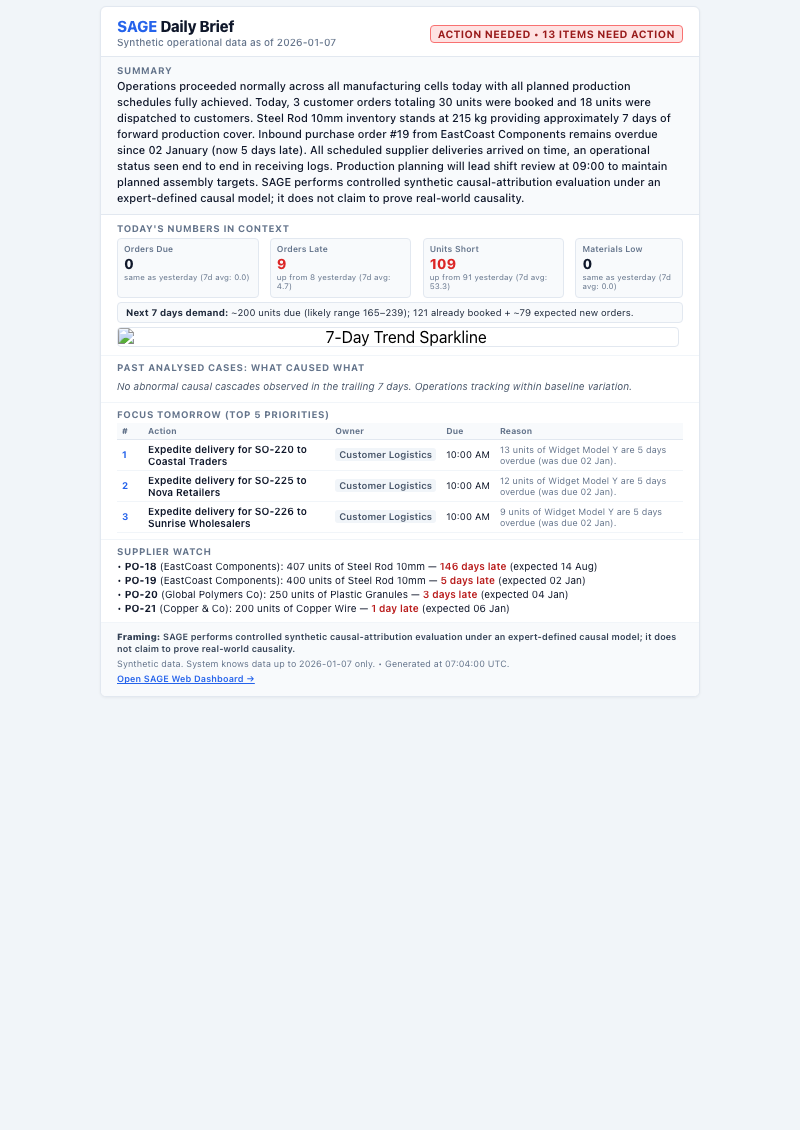 SAGE Daily Brief
Synthetic operational data as of 2026-01-07
ACTION NEEDED • 13 ITEMS NEED ACTION
SUMMARY
Operations proceeded normally across all manufacturing cells today with all planned production
schedules fully achieved. Today, 3 customer orders totaling 30 units were booked and 18 units were
dispatched to customers. Steel Rod 10mm inventory stands at 215 kg providing approximately 7 days of
forward production cover. Inbound purchase order #19 from EastCoast Components remains overdue
since 02 January (now 5 days late). All scheduled supplier deliveries arrived on time, an operational
status seen end to end in receiving logs. Production planning will lead shift review at 09:00 to maintain
planned assembly targets. SAGE performs controlled synthetic causal-attribution evaluation under an
expert-defined causal model; it does not claim to prove real-world causality.
TODAY'S NUMBERS IN CONTEXT
Orders Due
0
same as yesterday (7d avg: 0.0)
Orders Late
9
up from 8 yesterday (7d avg:
4.7)
Units Short
109
up from 91 yesterday (7d avg:
53.3)
Materials Low
0
same as yesterday (7d
avg: 0.0)
Next 7 days demand: ~200 units due (likely range 165–239); 121 already booked + ~79 expected new orders.
7-Day Trend Sparkline
PAST ANALYSED CASES: WHAT CAUSED WHAT
No abnormal causal cascades observed in the trailing 7 days. Operations tracking within baseline variation.
FOCUS TOMORROW (TOP 5 PRIORITIES)
# Action Owner Due Reason
1 Expedite delivery for SO-220 to Coastal Traders Customer Logistics 10:00 AM 13 units of Widget Model Y are 5 days overdue (was due 02 Jan).
2 Expedite delivery for SO-225 to Nova Retailers Customer Logistics 10:00 AM 12 units of Widget Model Y are 5 days overdue (was due 02 Jan).
3 Expedite delivery for SO-226 to Sunrise Wholesalers Customer Logistics 10:00 AM 9 units of Widget Model Y are 5 days overdue (was due 02 Jan).
SUPPLIER WATCH
• PO-18 (EastCoast Components): 407 units of Steel Rod 10mm — 146 days late (expected 14 Aug)
• PO-19 (EastCoast Components): 400 units of Steel Rod 10mm — 5 days late (expected 02 Jan)
• PO-20 (Global Polymers Co): 250 units of Plastic Granules — 3 days late (expected 04 Jan)
• PO-21 (Copper & Co): 200 units of Copper Wire — 1 day late (expected 06 Jan)
Framing: SAGE performs controlled synthetic causal-attribution evaluation under an expert-defined causal model; it does
not claim to prove real-world causality.
Synthetic data. System knows data up to 2026-01-07 only. • Generated at 07:04:00 UTC.
Open SAGE Web Dashboard →